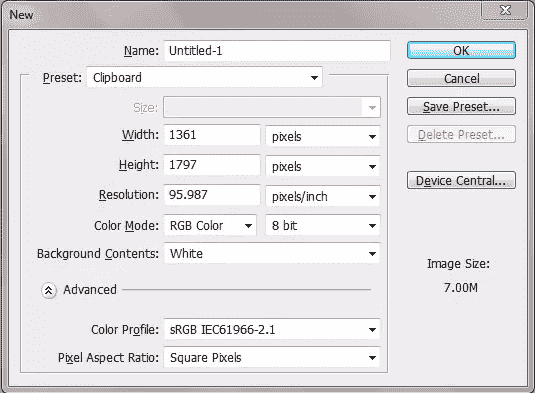 New
Name: Untitled-1
OK
Preset: Clipboard
Cancel
Size:
Save Preset...
Width: 1361 pixels
Delete Preset...
Height: 1797 pixels
Resolution: 95.987 pixels/inch
Device Central...
Color Mode: RGB Color 8 bit
Background Contents: White
Image Size:
7.00M
Advanced
Color Profile: sRGB IEC61966-2.1
Pixel Aspect Ratio: Square Pixels